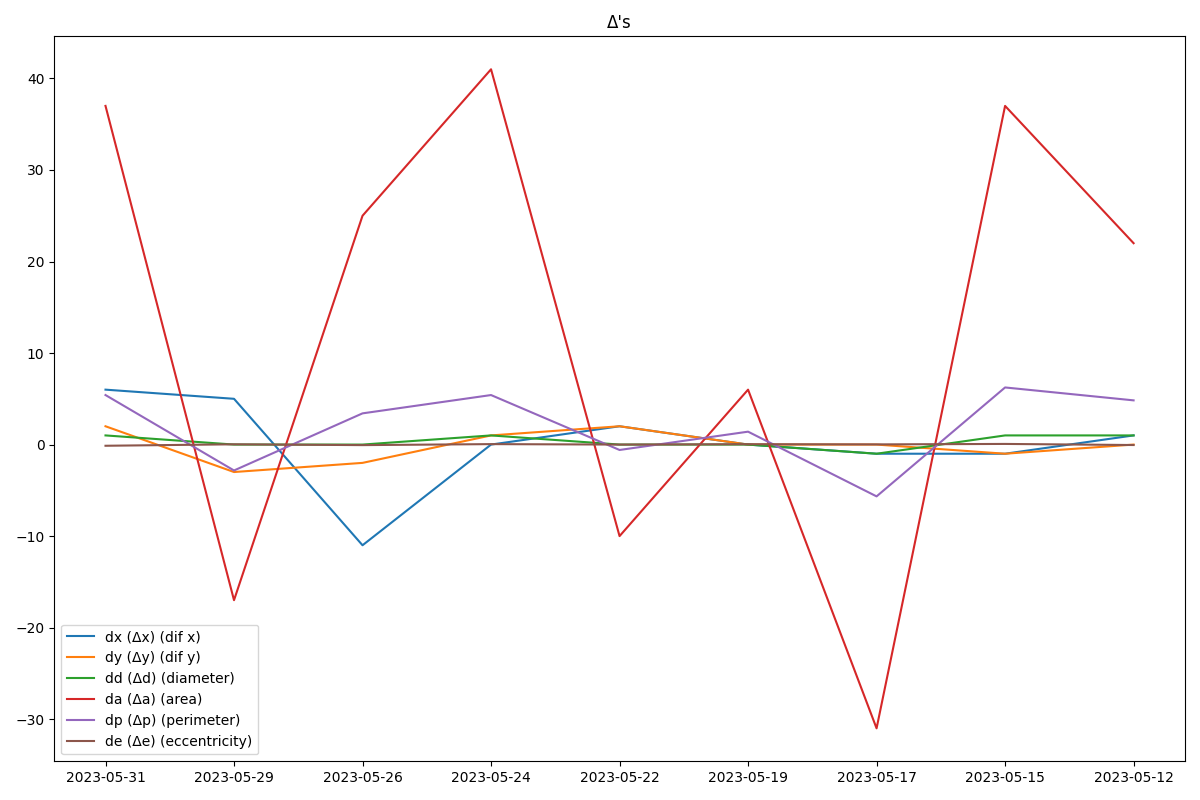 Δ's
40
30
20
10
0
−10
−20
−30
dx (Δx) (dif x)
dy (Δy) (dif y)
dd (Δd) (diameter)
da (Δa) (area)
dp (Δp) (perimeter)
de (Δe) (eccentricity)
2023-05-31 2023-05-29 2023-05-26 2023-05-24 2023-05-22 2023-05-19 2023-05-17 2023-05-15 2023-05-12